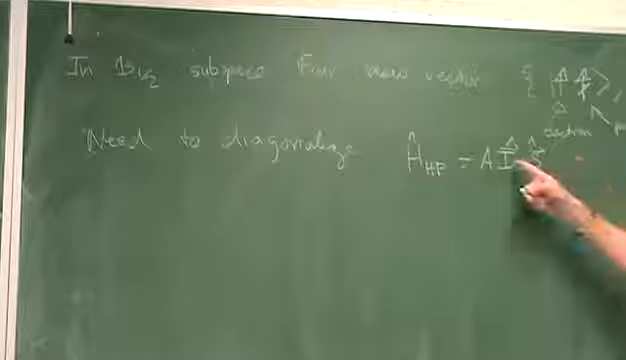 In 1s1/2 subspace Four new vectors { |↑ ↑>,
electron
Need to diagonalize Ĥ_HF = A Î Ŝ